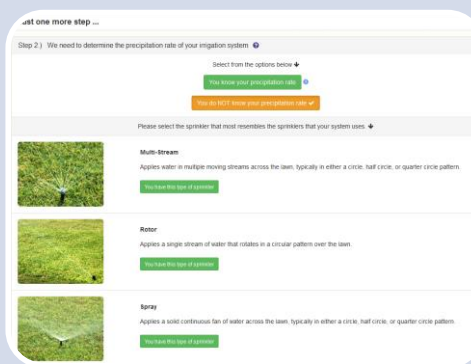 ust one more step ...
Step 2.) We need to determine the precipitation rate of your irrigation system
Select from the options below
You know your precipitation rate
You do NOT know your precipitation rate ✓
Please select the sprinkler that most resembles the sprinklers that your system uses.
Multi-Stream
Applies water in multiple moving streams across the lawn, typically in either a circle, half circle, or quarter circle pattern.
You have this type of sprinkler
Rotor
Applies a single stream of water that rotates in a circular pattern over the lawn.
You have this type of sprinkler
Spray
Applies a solid continuous fan of water across the lawn, typically in either a circle, half circle, or quarter circle pattern.
You have this type of sprinkler